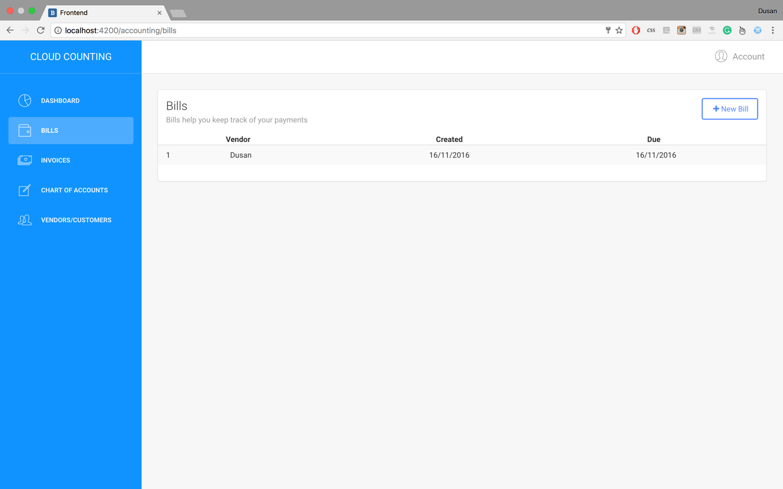 Frontend
Dusan
localhost:4200/accounting/bills
CSS
CLOUD COUNTING
Account
DASHBOARD
BILLS
INVOICES
CHART OF ACCOUNTS
VENDORS/CUSTOMERS
Bills
Bills help you keep track of your payments
New Bill
Vendor Created Due
1 Dusan 16/11/2016 16/11/2016